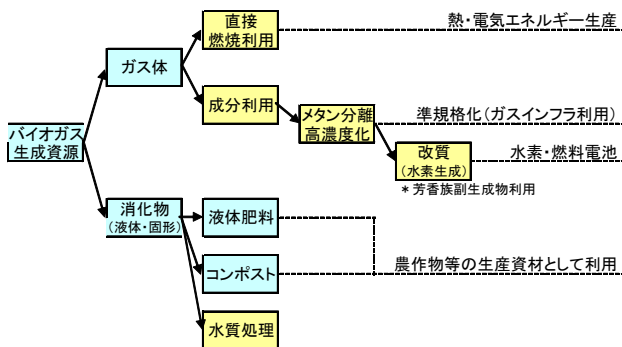 直接
燃焼利用
熱・電気エネルギー生産
ガス体
成分利用
メタン分離
高濃度化
準規格化（ガスインフラ利用）
バイオガス
生成資源
改質
（水素生成）
水素・燃料電池
＊芳香族副生成物利用
消化物
（液体・固形）
液体肥料
コンポスト
農作物等の生産資材として利用
水質処理